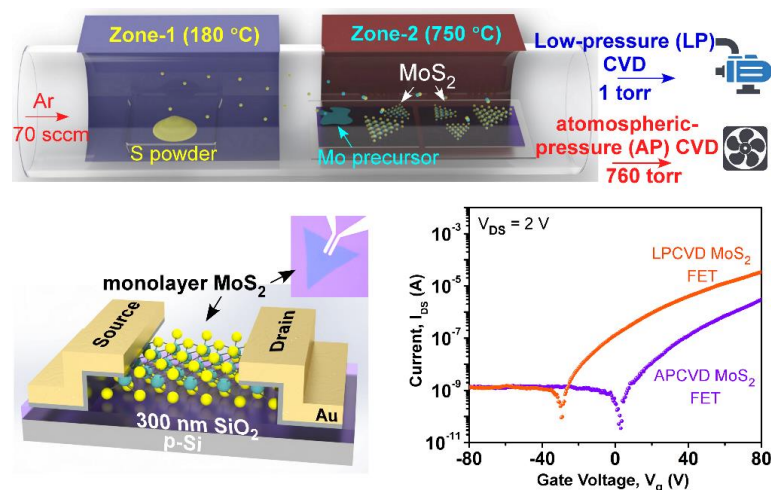 Zone-1 (180 °C)
Zone-2 (750 °C)
Low-pressure (LP)
CVD
1 torr
MoS₂
Ar
70 sccm
S powder
Mo precursor
atomospheric-
pressure (AP) CVD
760 torr
monolayer MoS₂
Source
Drain
Au
300 nm SiO₂
p-Si
V_DS = 2 V
LPCVD MoS₂
FET
APCVD MoS₂
FET
Current, I_DS (A)
10⁻³
10⁻⁵
10⁻⁷
10⁻⁹
10⁻¹¹
-80 -40 0 40 80
Gate Voltage, V_g (V)